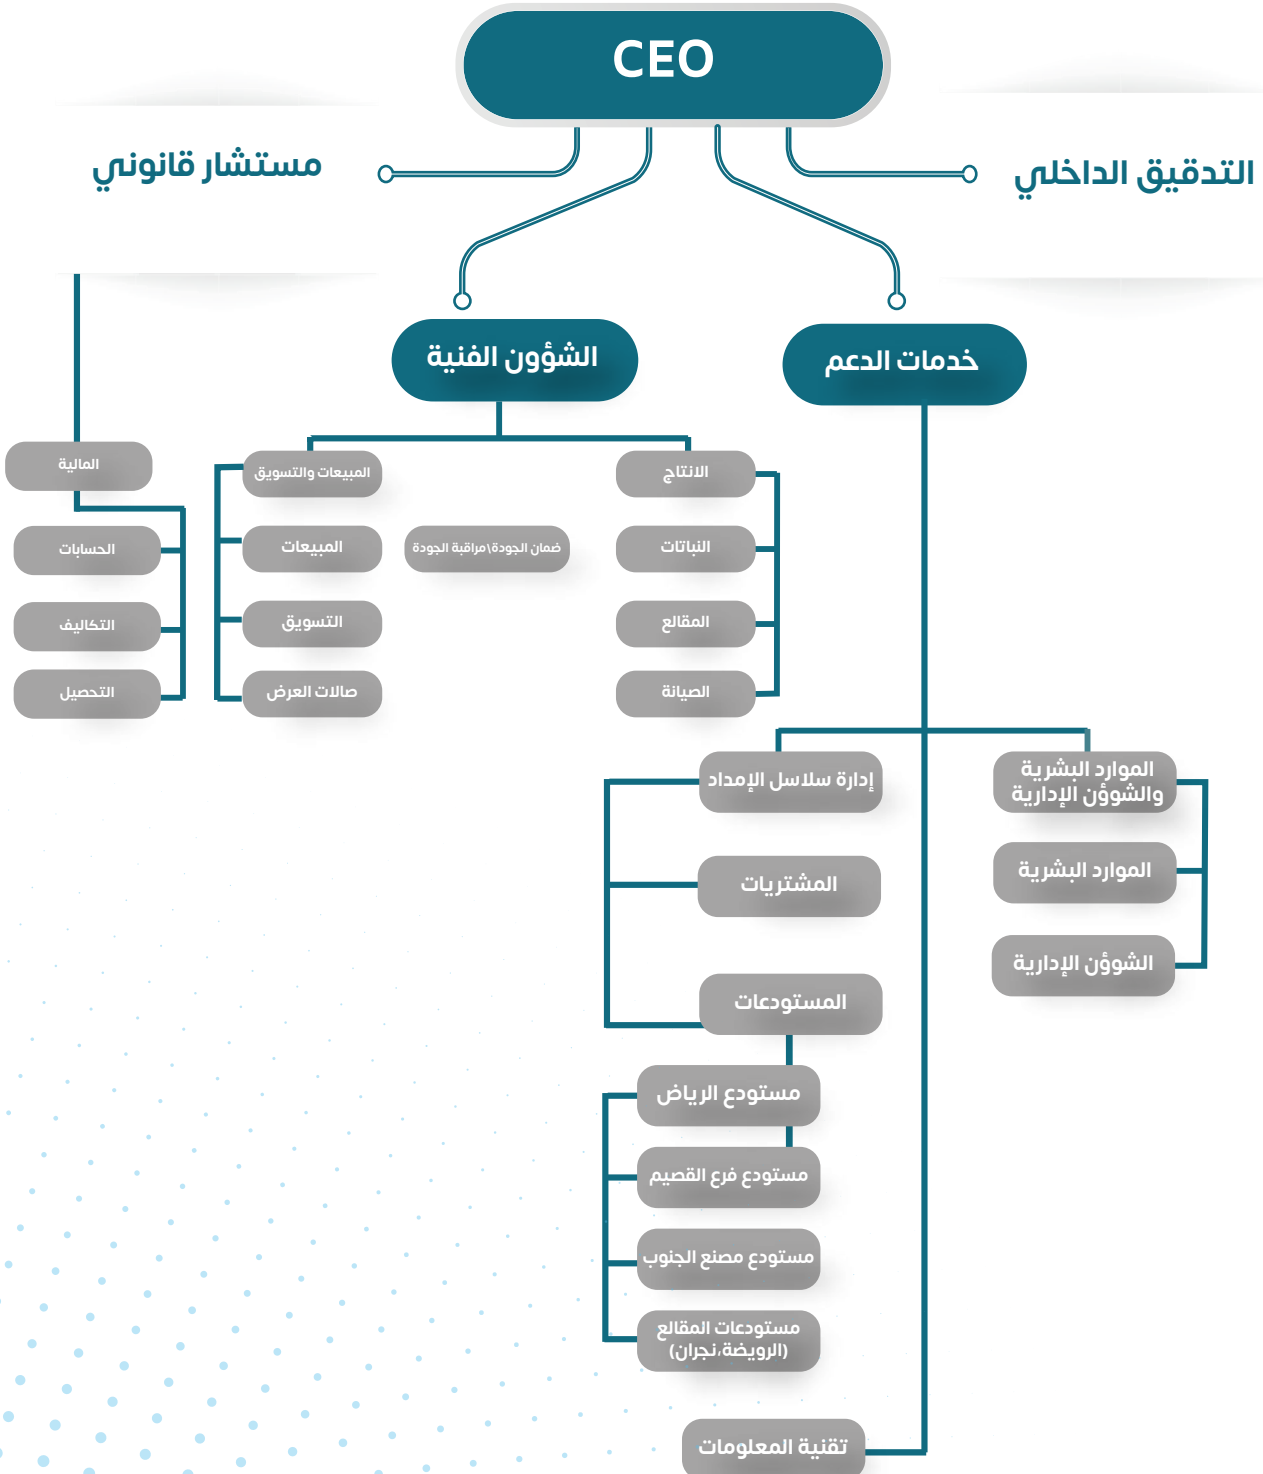 CEO
التدقيق الداخلي
مستشار قانوني
خدمات الدعم
الشؤون الفنية
الانتاج
النباتات
المقالع
الصيانة
ضمان الجودة\مراقبة الجودة
المبيعات والتسويق
المبيعات
التسويق
صالات العرض
المالية
الحسابات
التكاليف
التحصيل
الموارد البشرية
والشوؤن الإدارية
الموارد البشرية
الشوؤن الإدارية
إدارة سلاسل الإمداد
المشتريات
المستودعات
مستودع الرياض
مستودع فرع القصيم
مستودع مصنع الجنوب
مستودعات المقالع
(الرويضة،نجران)
تقنية المعلومات